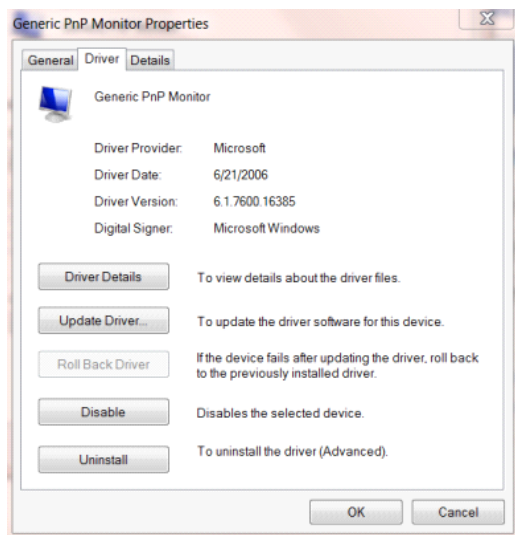 Generic PnP Monitor Properties
General Driver Details
Generic PnP Monitor
Driver Provider: Microsoft
Driver Date: 6/21/2006
Driver Version: 6.1.7600.16385
Digital Signer: Microsoft Windows
Driver Details To view details about the driver files.
Update Driver... To update the driver software for this device.
Roll Back Driver If the device fails after updating the driver, roll back
to the previously installed driver.
Disable Disables the selected device.
Uninstall To uninstall the driver (Advanced).
OK Cancel